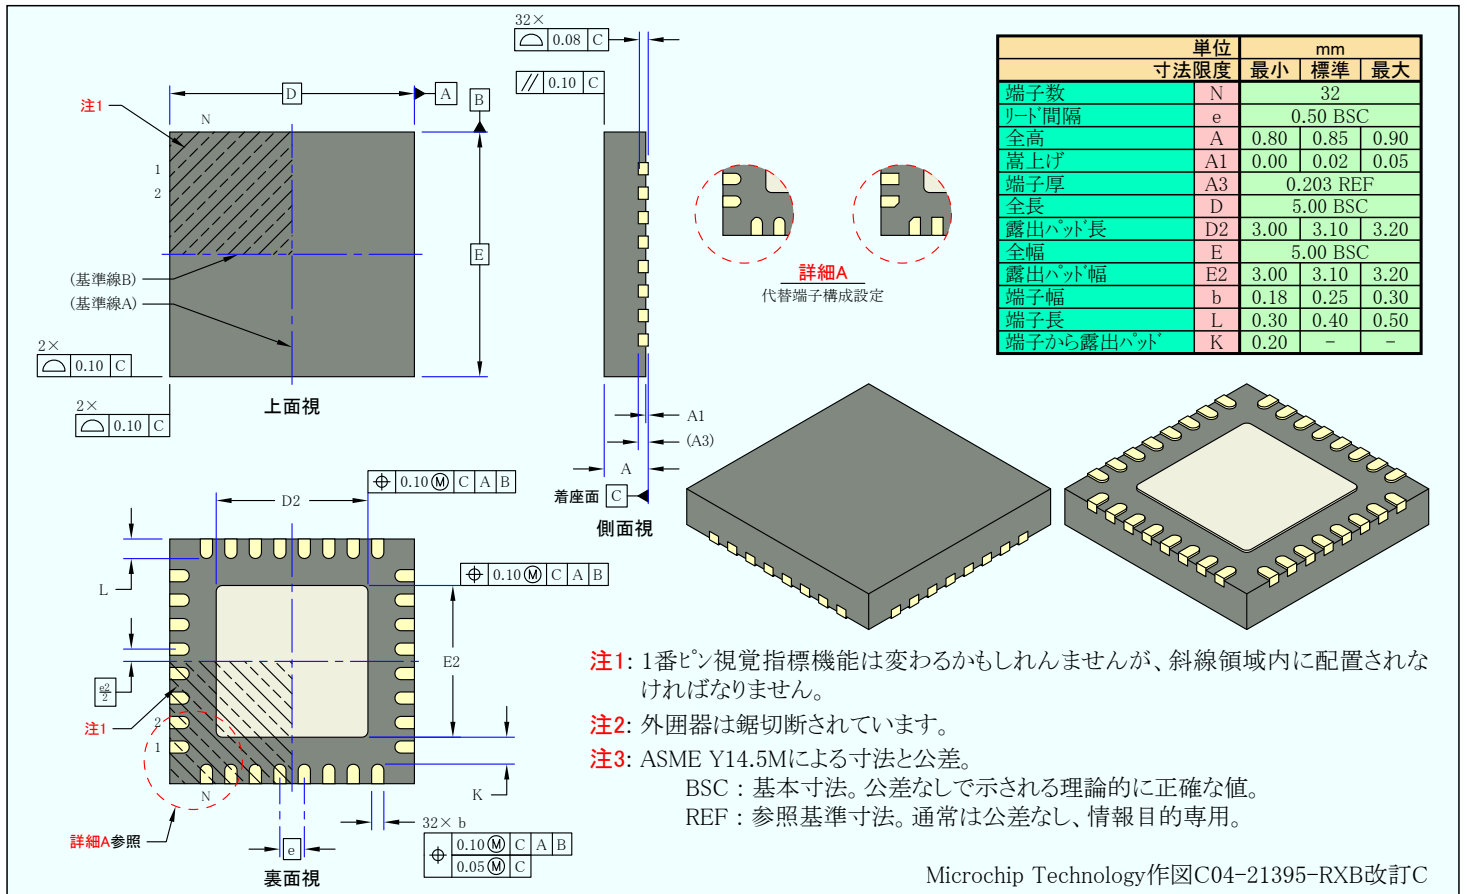 32×
0.08 C
// 0.10 C
D
A
B
注1
N
1
2
E
(基準線B)
(基準線A)
2×
0.10 C
2×
0.10 C
上面視
A1
(A3)
A
着座面 C
側面視
詳細A
代替端子構成設定
単位 mm
寸法限度 最小 標準 最大
端子数 N 32
リード間隔 e 0.50 BSC
全高 A 0.80 0.85 0.90
嵩上げ A1 0.00 0.02 0.05
端子厚 A3 0.203 REF
全長 D 5.00 BSC
露出パッド長 D2 3.00 3.10 3.20
全幅 E 5.00 BSC
露出パッド幅 E2 3.00 3.10 3.20
端子幅 b 0.18 0.25 0.30
端子長 L 0.30 0.40 0.50
端子から露出パッド K 0.20 - -
0.10 Ⓜ C A B
D2
0.10 Ⓜ C A B
L
E2
e2
2
注1
2
1
N
K
詳細A参照
e
32× b
0.10 Ⓜ C A B
0.05 Ⓜ C
裏面視
注1: 1番ピン視覚指標機能は変わるかもしれんませんが、斜線領域内に配置されな
ければなりません。
注2: 外囲器は鋸切断されています。
注3: ASME Y14.5Mによる寸法と公差。
BSC : 基本寸法。公差なしで示される理論的に正確な値。
REF : 参照基準寸法。通常は公差なし、情報目的専用。
Microchip Technology作図C04-21395-RXB改訂C